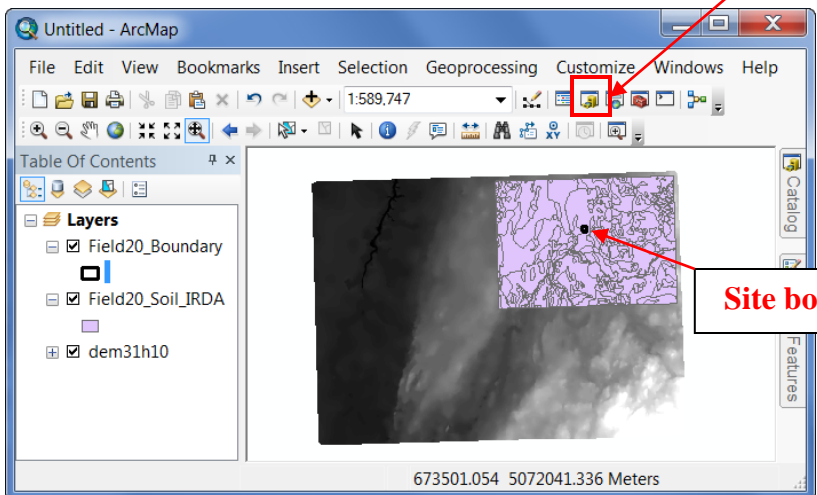 Untitled - ArcMap
File Edit View Bookmarks Insert Selection Geoprocessing Customize Windows Help
1:589,747
XY
Table Of Contents
Catalog
Layers
Field20_Boundary
Field20_Soil_IRDA
dem31h10
Site bo
Features
673501.054 5072041.336 Meters